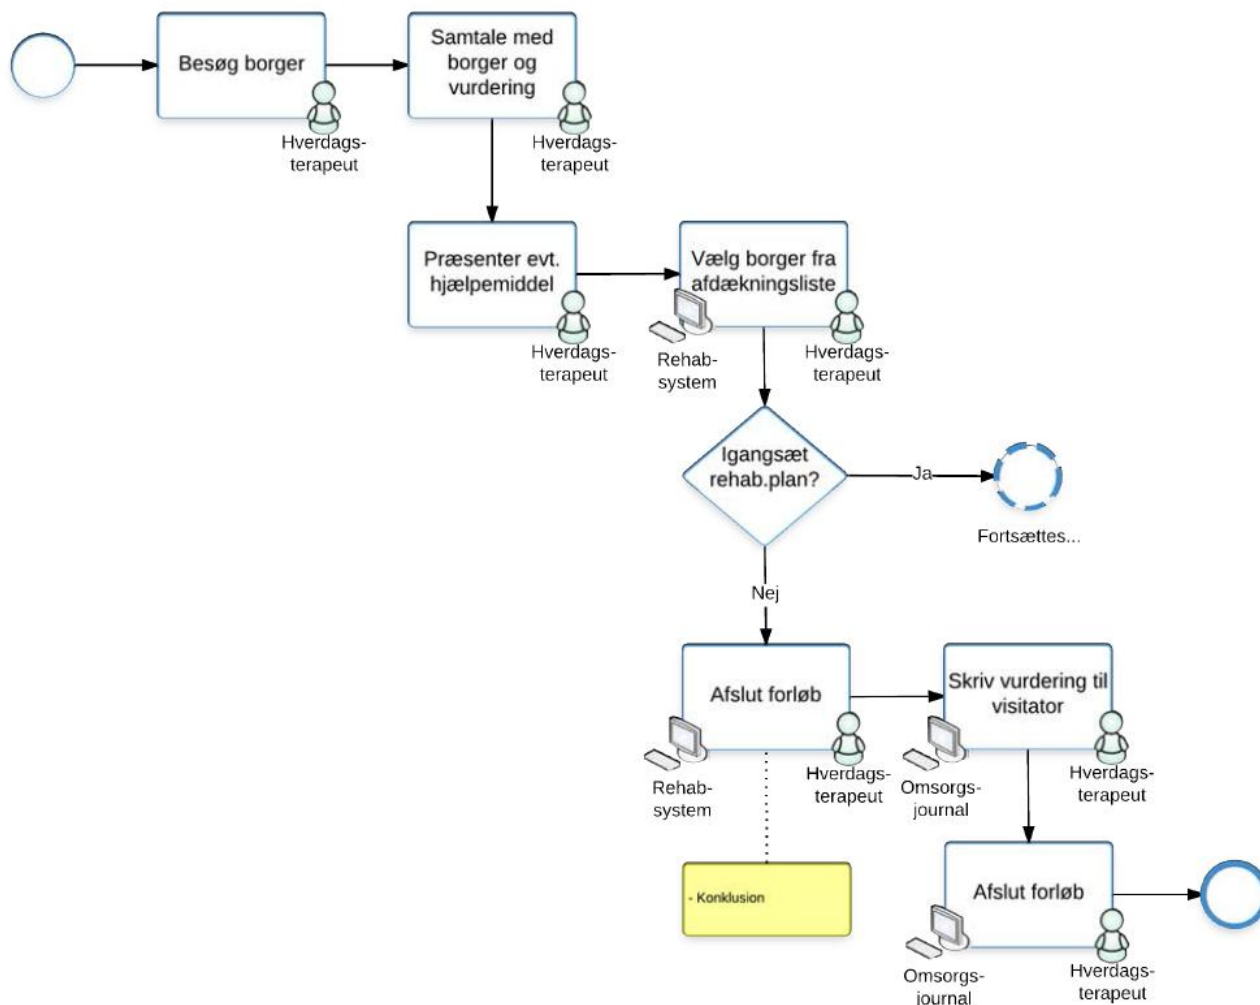 Besøg borger
Hverdags-
terapeut
Samtale med
borger og
vurdering
Hverdags-
terapeut
Præsenter evt.
hjælpemiddel
Hverdags-
terapeut
Vælg borger fra
afdækningsliste
Rehab-
system
Hverdags-
terapeut
Igangsæt
rehab.plan?
Ja
Fortsættes...
Nej
Afslut forløb
Rehab-
system
Hverdags-
terapeut
- Konklusion
Skriv vurdering til
visitator
Omsorgs-
journal
Hverdags-
terapeut
Afslut forløb
Omsorgs-
journal
Hverdags-
terapeut